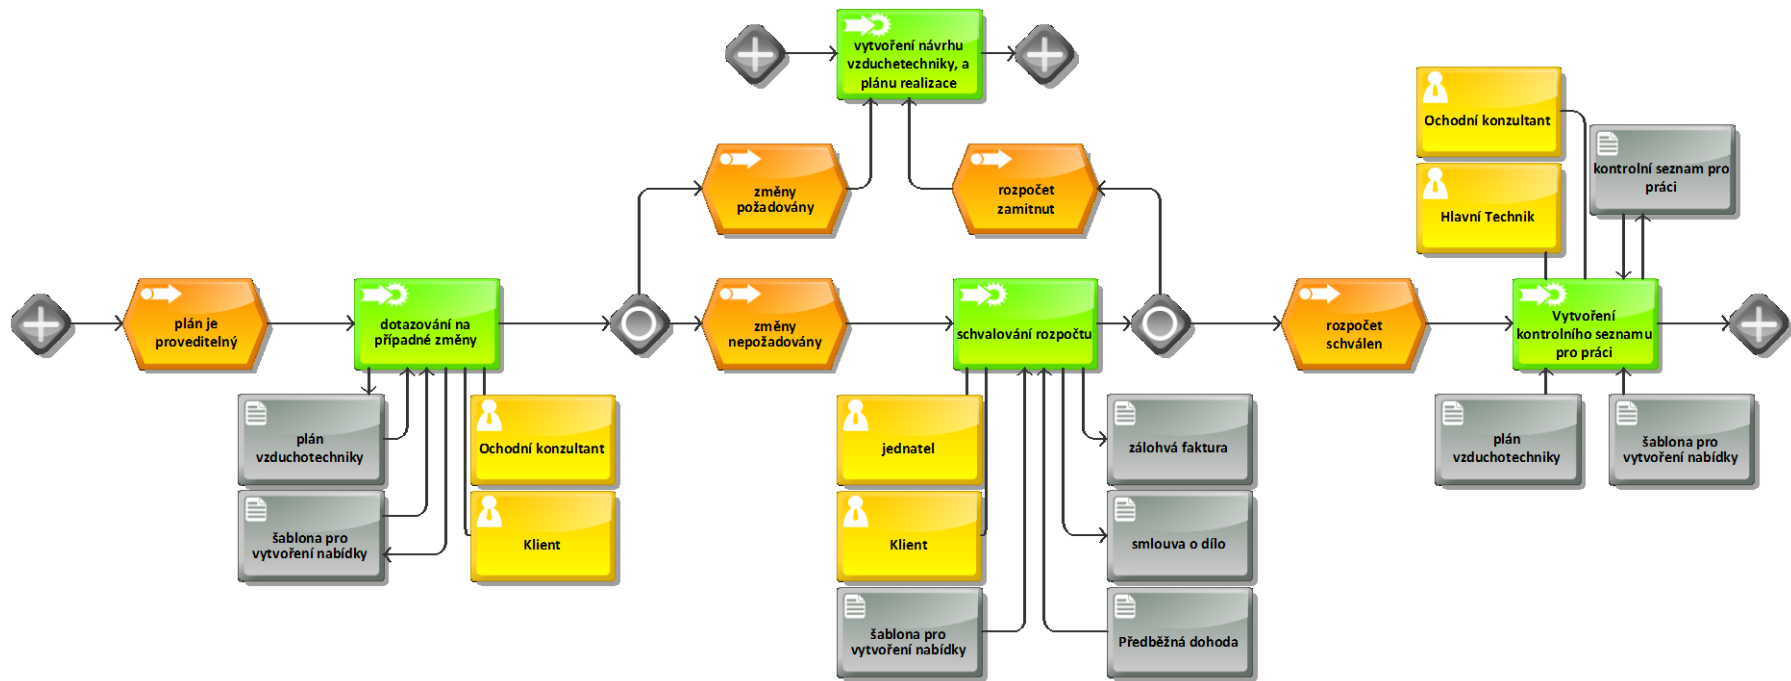 vytvoření návrhu
vzduchetechniky, a
plánu realizace
Ochodní konzultant
kontrolní seznam pro
práci
Hlavní Technik
změny
požadovány
rozpočet
zamitnut
plán je
proveditelný
dotazování na
případné změny
změny
nepožadovány
schvalování rozpočtu
rozpočet
schválen
Vytvoření
kontrolního seznamu
pro práci
plán
vzduchotechniky
Ochodní konzultant
jednatel
zálohvá faktura
plán
vzduchotechniky
šablona pro
vytvoření nabídky
šablona pro
vytvoření nabídky
Klient
Klient
smlouva o dílo
šablona pro
vytvoření nabídky
Předběžná dohoda